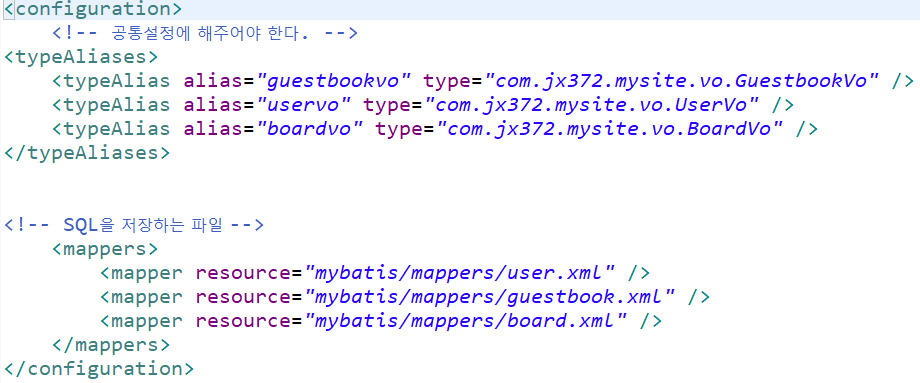 <configuration>
    <!-- 공통설정에 해주어야 한다. -->
<typeAliases>
    <typeAlias alias="guestbookvo" type="com.jx372.mysite.vo.GuestbookVo" />
    <typeAlias alias="uservo" type="com.jx372.mysite.vo.UserVo" />
    <typeAlias alias="boardvo" type="com.jx372.mysite.vo.BoardVo" />
</typeAliases>
<!-- SQL을 저장하는 파일 -->
    <mappers>
        <mapper resource="mybatis/mappers/user.xml" />
        <mapper resource="mybatis/mappers/guestbook.xml" />
        <mapper resource="mybatis/mappers/board.xml" />
    </mappers>
</configuration>